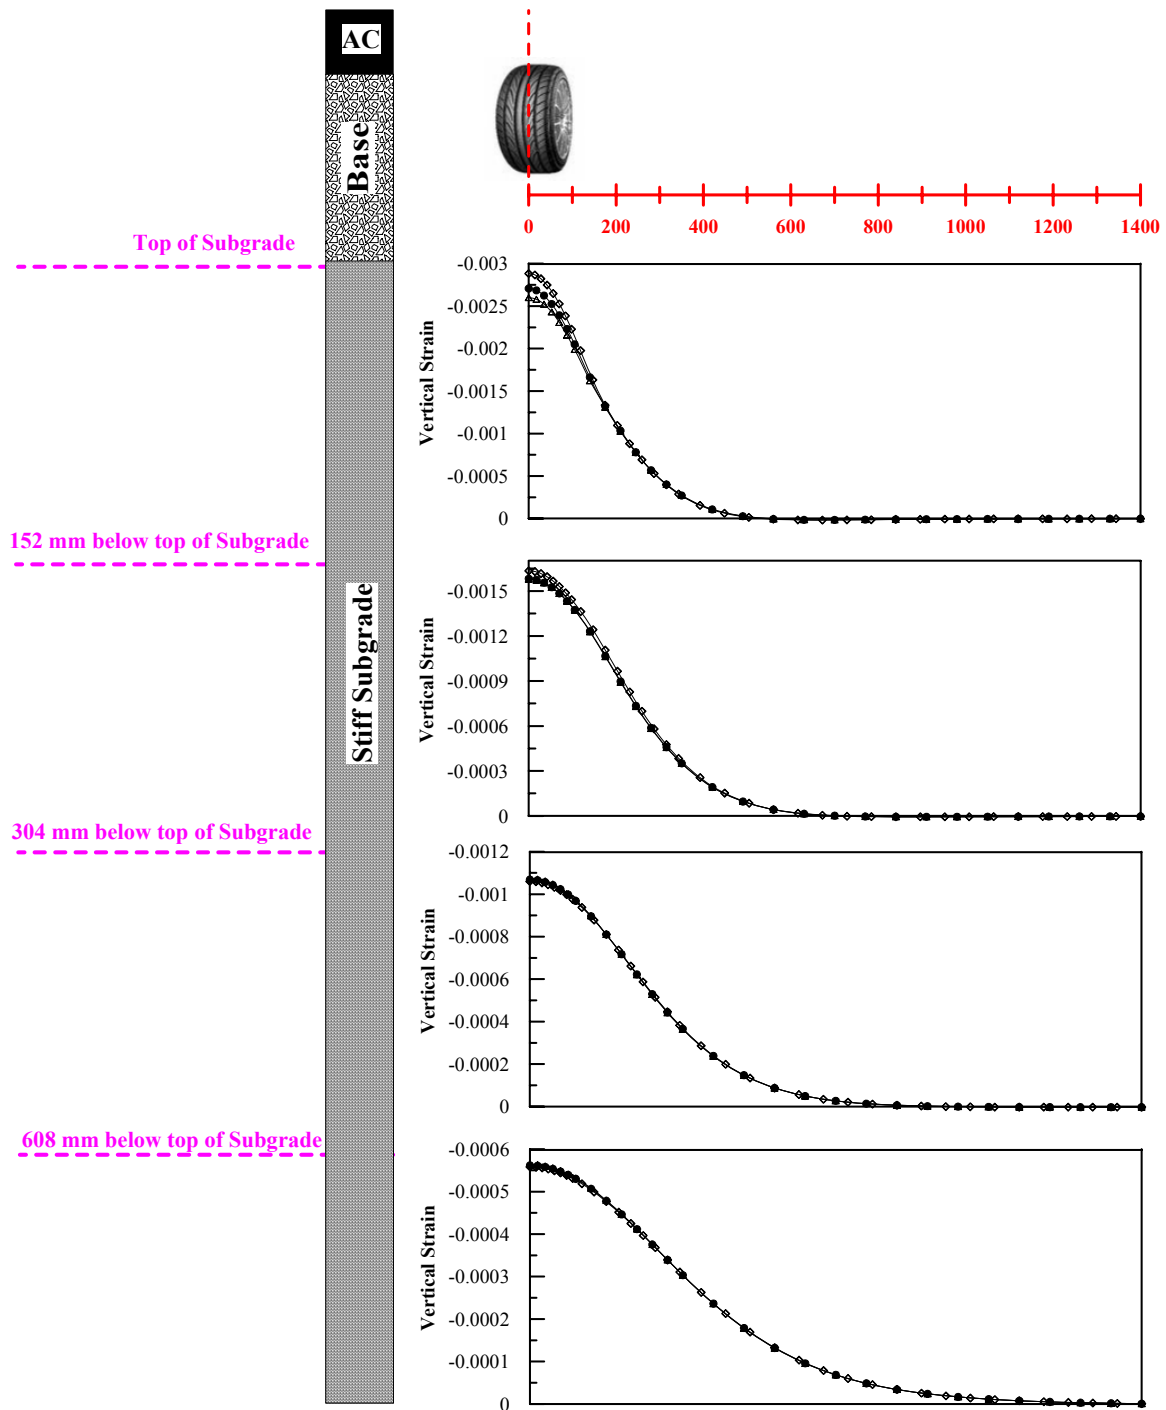 AC
Base
Stiff Subgrade
0 200 400 600 800 1000 1200 1400
Top of Subgrade
Vertical Strain
-0.003
-0.0025
-0.002
-0.0015
-0.001
-0.0005
0
152 mm below top of Subgrade
Vertical Strain
-0.0015
-0.0012
-0.0009
-0.0006
-0.0003
0
304 mm below top of Subgrade
Vertical Strain
-0.0012
-0.001
-0.0008
-0.0006
-0.0004
-0.0002
0
608 mm below top of Subgrade
Vertical Strain
-0.0006
-0.0005
-0.0004
-0.0003
-0.0002
-0.0001
0